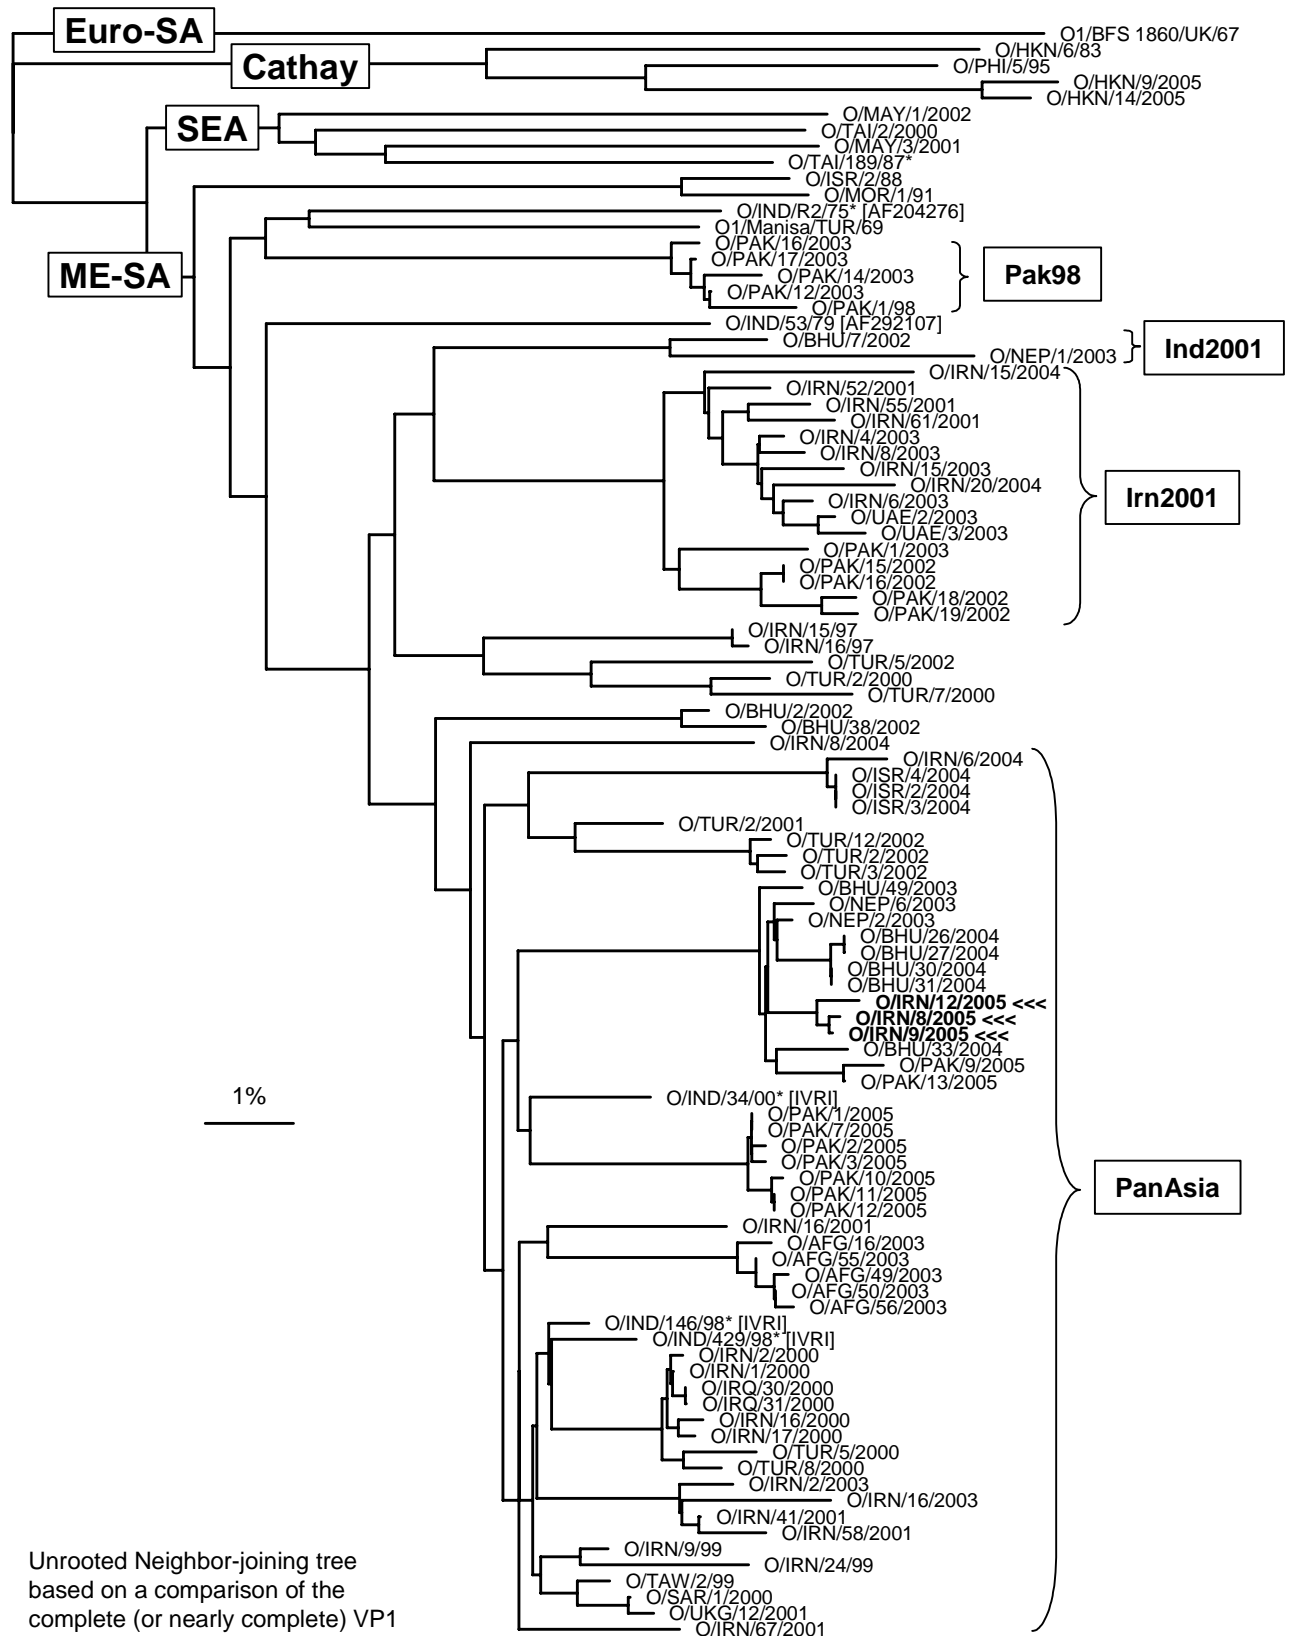 Euro-SA
O1/BFS 1860/UK/67
O/HKN/6/83
Cathay
O/PHI/5/95
O/HKN/9/2005
O/HKN/14/2005
O/MAY/1/2002
SEA
O/TAI/2/2000
O/MAY/3/2001
O/TAI/189/87*
O/ISR/2/88
O/MOR/1/91
O/IND/R2/75* [AF204276]
O1/Manisa/TUR/69
O/PAK/16/2003
O/PAK/17/2003
ME-SA
O/PAK/14/2003
Pak98
O/PAK/12/2003
O/PAK/1/98
O/IND/53/79 [AF292107]
O/BHU/7/2002
Ind2001
O/NEP/1/2003
O/IRN/15/2004
O/IRN/52/2001
O/IRN/55/2001
O/IRN/61/2001
O/IRN/4/2003
O/IRN/8/2003
O/IRN/15/2003
O/IRN/20/2004
Irn2001
O/IRN/6/2003
O/UAE/2/2003
O/UAE/3/2003
O/PAK/1/2003
O/PAK/15/2002
O/PAK/16/2002
O/PAK/18/2002
O/PAK/19/2002
O/IRN/15/97
O/IRN/16/97
O/TUR/5/2002
O/TUR/2/2000
O/TUR/7/2000
O/BHU/2/2002
O/BHU/38/2002
O/IRN/8/2004
O/IRN/6/2004
O/ISR/4/2004
O/ISR/2/2004
O/ISR/3/2004
O/TUR/2/2001
O/TUR/12/2002
O/TUR/2/2002
O/TUR/3/2002
O/BHU/49/2003
O/NEP/6/2003
O/NEP/2/2003
O/BHU/26/2004
O/BHU/27/2004
O/BHU/30/2004
O/BHU/31/2004
O/IRN/12/2005 <<<
O/IRN/8/2005 <<<
O/IRN/9/2005 <<<
O/BHU/33/2004
O/PAK/9/2005
O/PAK/13/2005
1%
O/IND/34/00* [IVRI]
O/PAK/1/2005
O/PAK/7/2005
O/PAK/2/2005
O/PAK/3/2005
O/PAK/10/2005
PanAsia
O/PAK/11/2005
O/PAK/12/2005
O/IRN/16/2001
O/AFG/16/2003
O/AFG/55/2003
O/AFG/49/2003
O/AFG/50/2003
O/AFG/56/2003
O/IND/146/98* [IVRI]
O/IND/429/98* [IVRI]
O/IRN/2/2000
O/IRN/1/2000
O/IRQ/30/2000
O/IRQ/31/2000
O/IRN/16/2000
O/IRN/17/2000
O/TUR/5/2000
O/TUR/8/2000
O/IRN/2/2003
O/IRN/16/2003
O/IRN/41/2001
O/IRN/58/2001
O/IRN/9/99
O/IRN/24/99
O/TAW/2/99
O/SAR/1/2000
O/UKG/12/2001
O/IRN/67/2001
Unrooted Neighbor-joining tree
based on a comparison of the
complete (or nearly complete) VP1